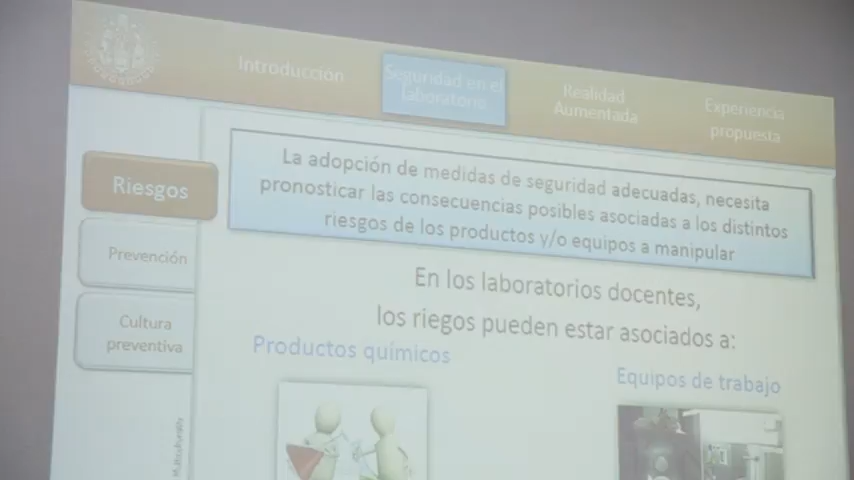 Introducción
Seguridad en el
laboratorio
Realidad
Aumentada
Experiencia
propuesta
Riesgos
Prevención
Cultura
preventiva
La adopción de medidas de seguridad adecuadas, necesita
pronosticar las consecuencias posibles asociadas a los distintos
riesgos de los productos y/o equipos a manipular
En los laboratorios docentes,
los riegos pueden estar asociados a:
Productos químicos
Equipos de trabajo